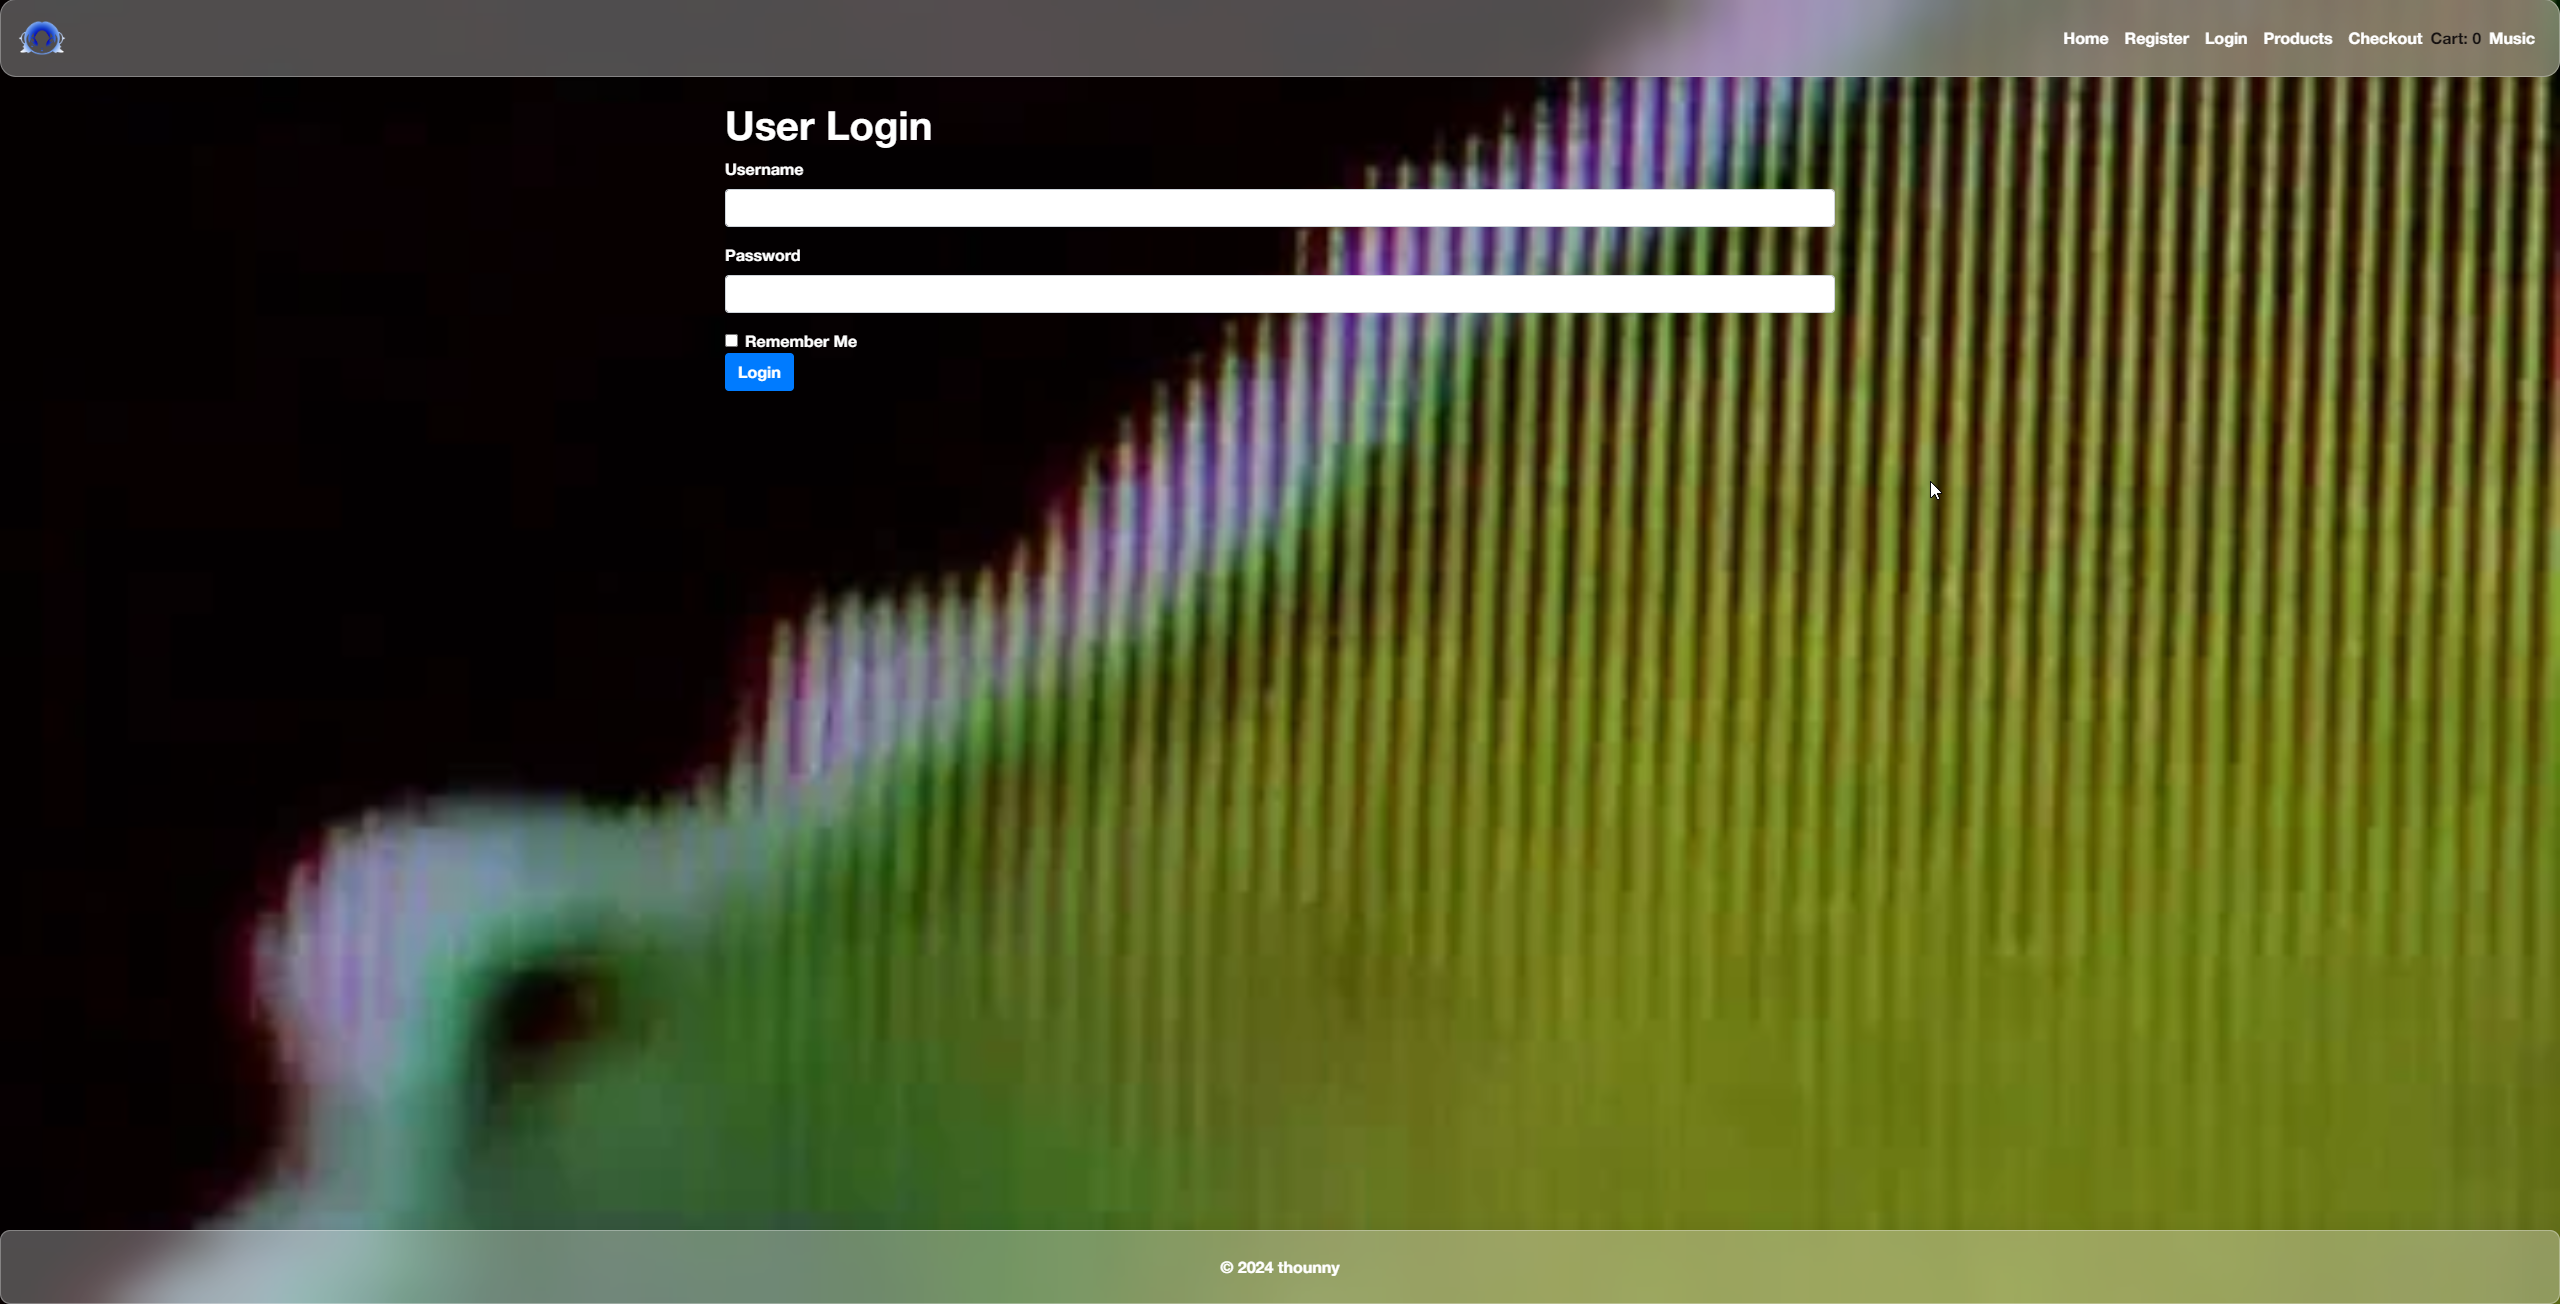 Home Register Login Products Checkout Cart: 0 Music
User Login
Username
Password
Remember Me
Login
© 2024 thounny